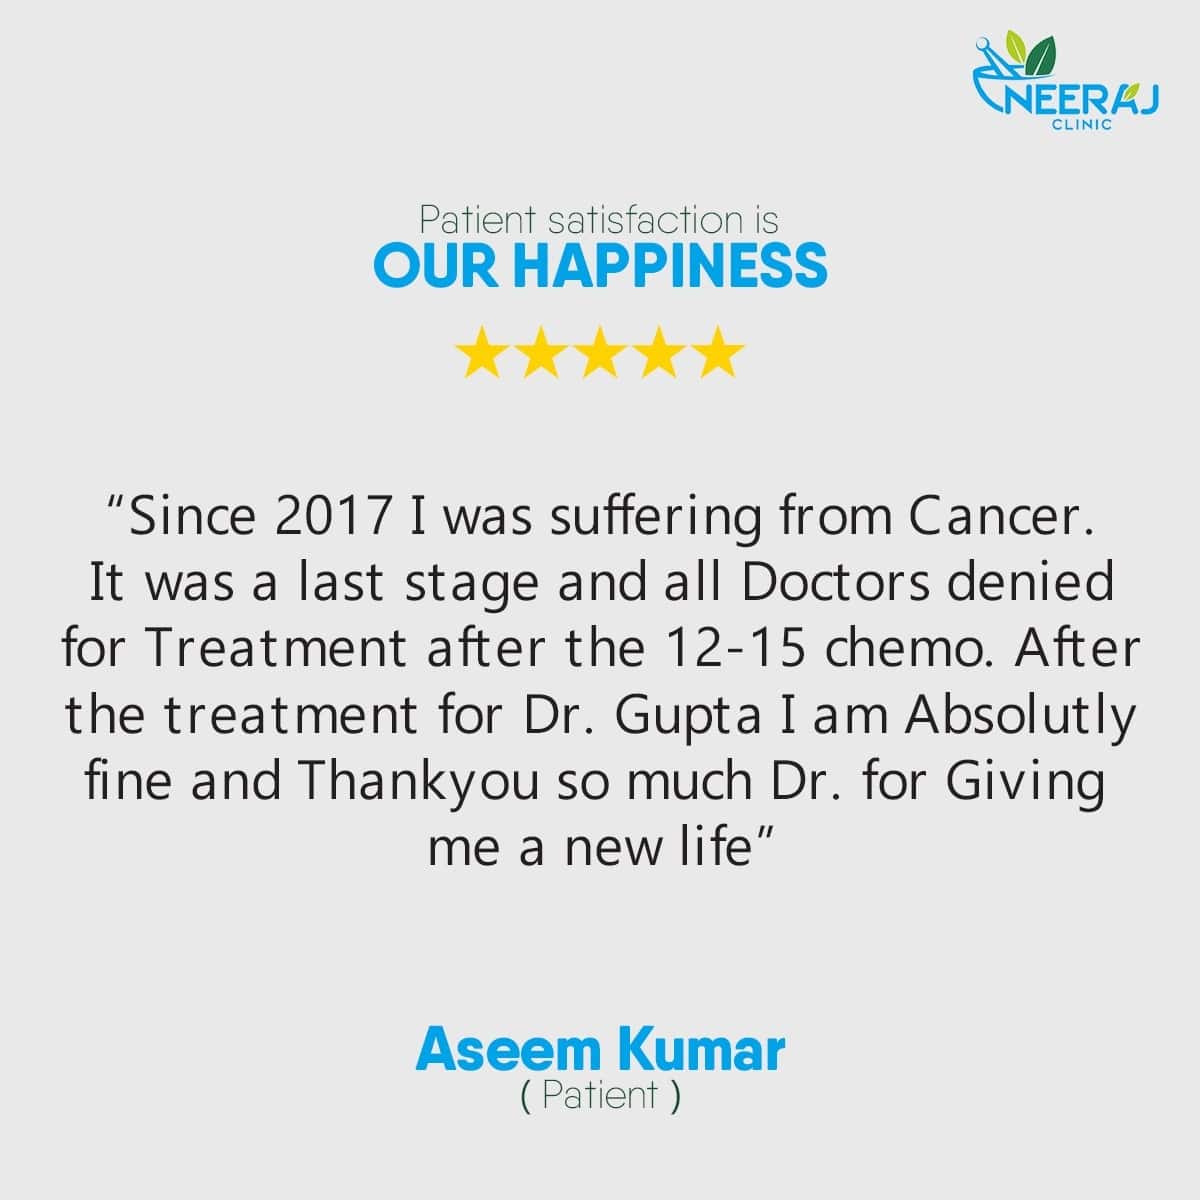 NEERAJ
CLINIC
Patient satisfaction is
OUR HAPPINESS
“Since 2017 I was suffering from Cancer.
It was a last stage and all Doctors denied
for Treatment after the 12-15 chemo. After
the treatment for Dr. Gupta I am Absolutly
fine and Thankyou so much Dr. for Giving
me a new life”
Aseem Kumar
( Patient )